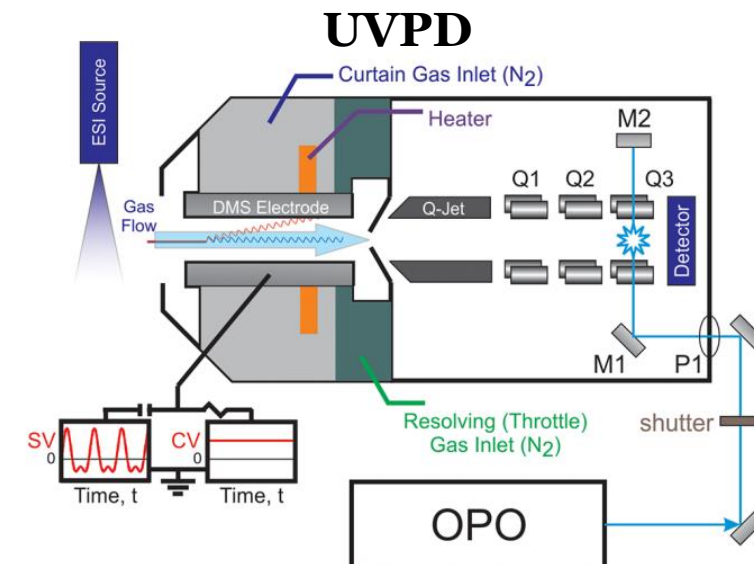 UVPD
ESI Source
Curtain Gas Inlet (N2)
Heater
M2
Gas
Flow
DMS Electrode
Q-Jet
Q1 Q2 Q3
Detector
M1 P1
Resolving (Throttle)
Gas Inlet (N2)
shutter
SV
0
CV
0
Time, t Time, t
OPO